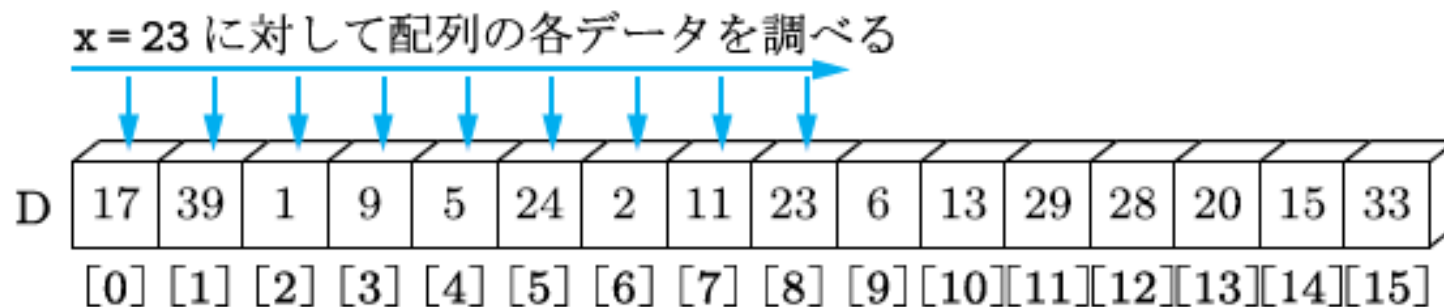 x = 23 に対して配列の各データを調べる
D 17 39 1 9 5 24 2 11 23 6 13 29 28 20 15 33
[0] [1] [2] [3] [4] [5] [6] [7] [8] [9] [10] [11] [12] [13] [14] [15]